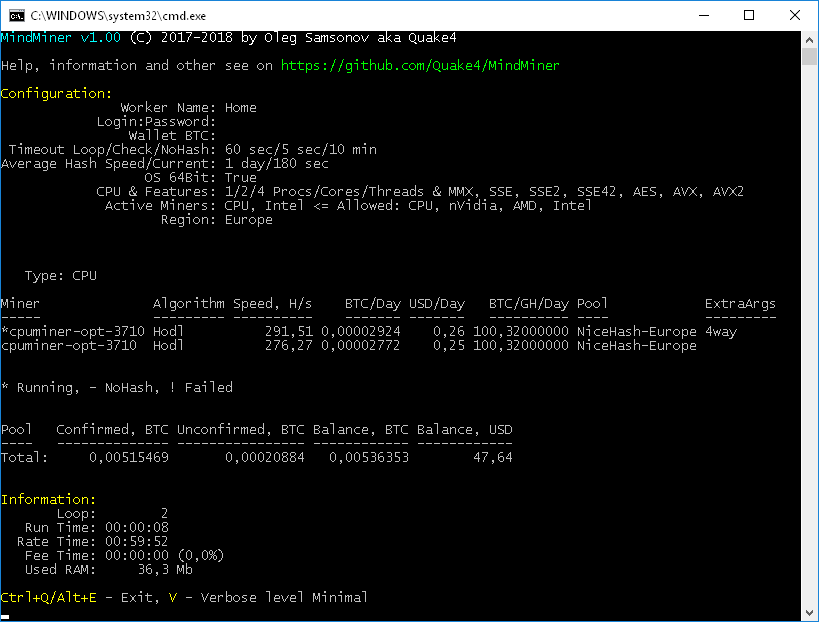 C:\WINDOWS\system32\cmd.exe
MindMiner v1.00 (C) 2017-2018 by Oleg Samsonov aka Quake4
Help, information and other see on https://github.com/Quake4/MindMiner
Configuration:
Worker Name: Home
Login:Password:
Wallet BTC:
Timeout Loop/Check/NoHash: 60 sec/5 sec/10 min
Average Hash Speed/Current: 1 day/180 sec
OS 64Bit: True
CPU & Features: 1/2/4 Procs/Cores/Threads & MMX, SSE, SSE2, SSE42, AES, AVX, AVX2
Active Miners: CPU, Intel <= Allowed: CPU, nVidia, AMD, Intel
Region: Europe
Type: CPU
Miner Algorithm Speed, H/s BTC/Day USD/Day BTC/GH/Day Pool ExtraArgs
----- --------- ---------- ------- ------- ---------- ---- ---------
*cpuminer-opt-3710 Hodl 291,51 0,00002924 0,26 100,32000000 NiceHash-Europe 4way
cpuminer-opt-3710 Hodl 276,27 0,00002772 0,25 100,32000000 NiceHash-Europe
* Running, - NoHash, ! Failed
Pool Confirmed, BTC Unconfirmed, BTC Balance, BTC Balance, USD
---- -------------- ---------------- ------------ ------------
Total: 0,00515469 0,00020884 0,00536353 47,64
Information:
Loop: 2
Run Time: 00:00:08
Rate Time: 00:59:52
Fee Time: 00:00:00 (0,0%)
Used RAM: 36,3 Mb
Ctrl+Q/Alt+E - Exit, V - Verbose level Minimal